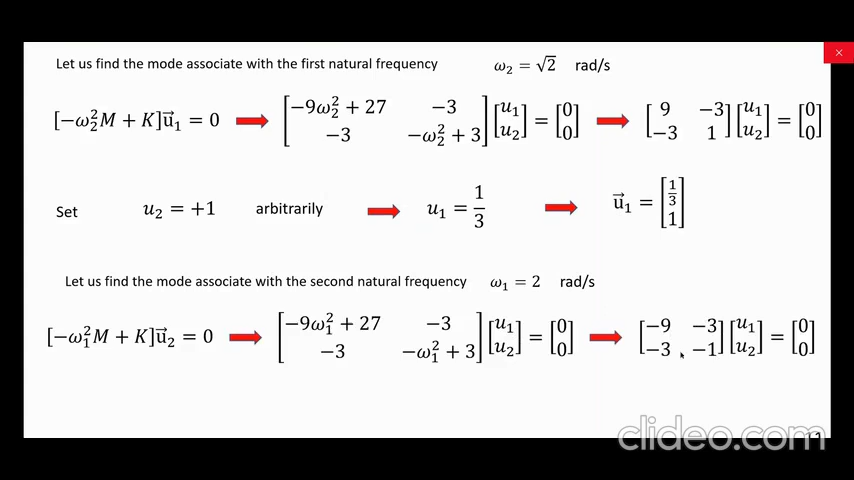 Let us find the mode associate with the first natural frequency ω₂ = √2 rad/s
[−ω₂²M + K]u⃗₁ = 0 [−9ω₂² + 27 −3 −3 −ω₂² + 3] [u₁ u₂] = [0 0] [9 −3 −3 1] [u₁ u₂] = [0 0]
Set u₂ = +1 arbitrarily u₁ = 1/3 u⃗₁ = [1/3 1]
Let us find the mode associate with the second natural frequency ω₁ = 2 rad/s
[−ω₁²M + K]u⃗₂ = 0 [−9ω₁² + 27 −3 −3 −ω₁² + 3] [u₁ u₂] = [0 0] [−9 −3 −3 −1] [u₁ u₂] = [0 0]
clideo.com